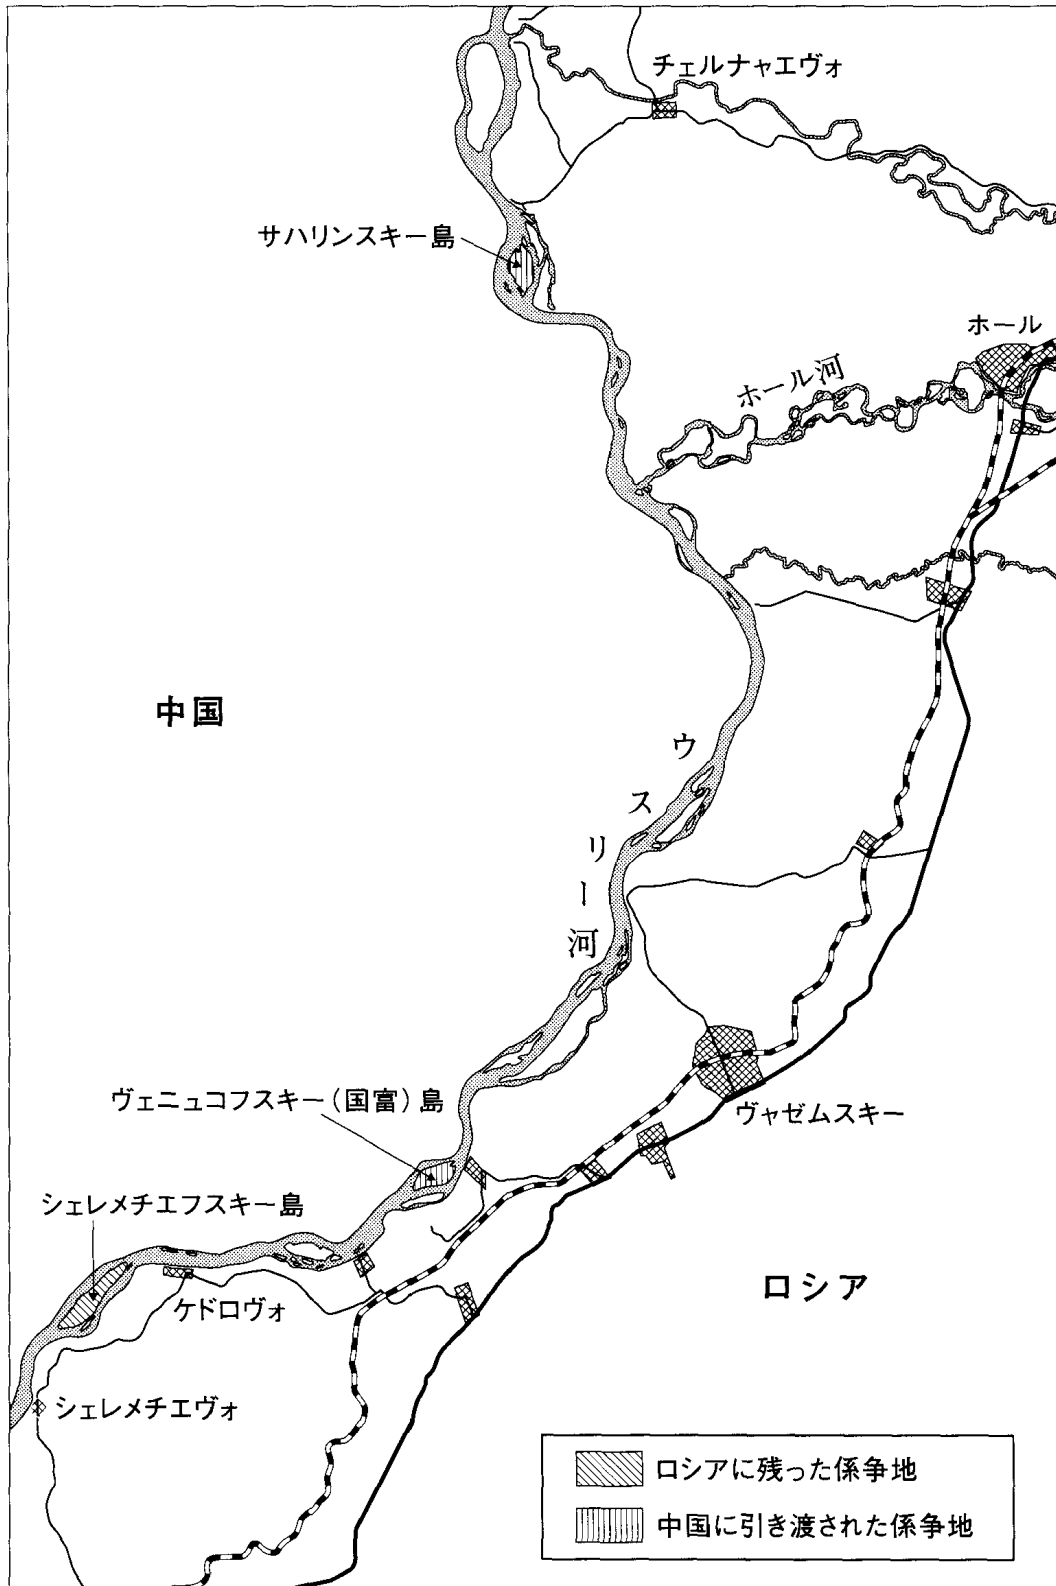 チェルナャエヴォ
サハリンスキー島
ホール
ホール河
中国
ウスリー河
ヴェニュコフスキー(国富)島
ヴャゼムスキー
シェレメチエフスキー島
ロシア
ケドロヴォ
シェレメチエヴォ
ロシアに残った係争地
中国に引き渡された係争地